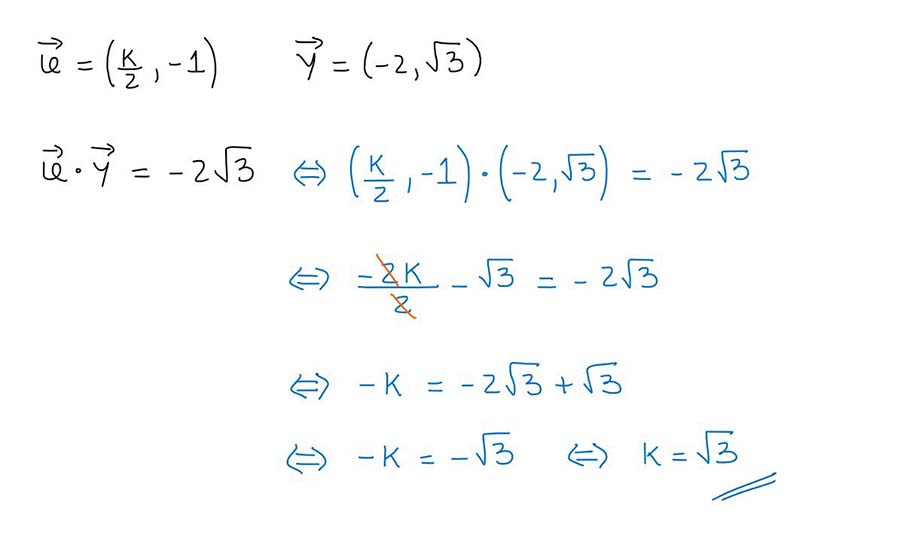 u⃗ = (K/2, -1)    v⃗ = (-2, √3)
u⃗ · v⃗ = -2√3 ⇔ (K/2, -1) · (-2, √3) = -2√3
⇔ -2K/2 - √3 = -2√3
⇔ -K = -2√3 + √3
⇔ -K = -√3 ⇔ K = √3